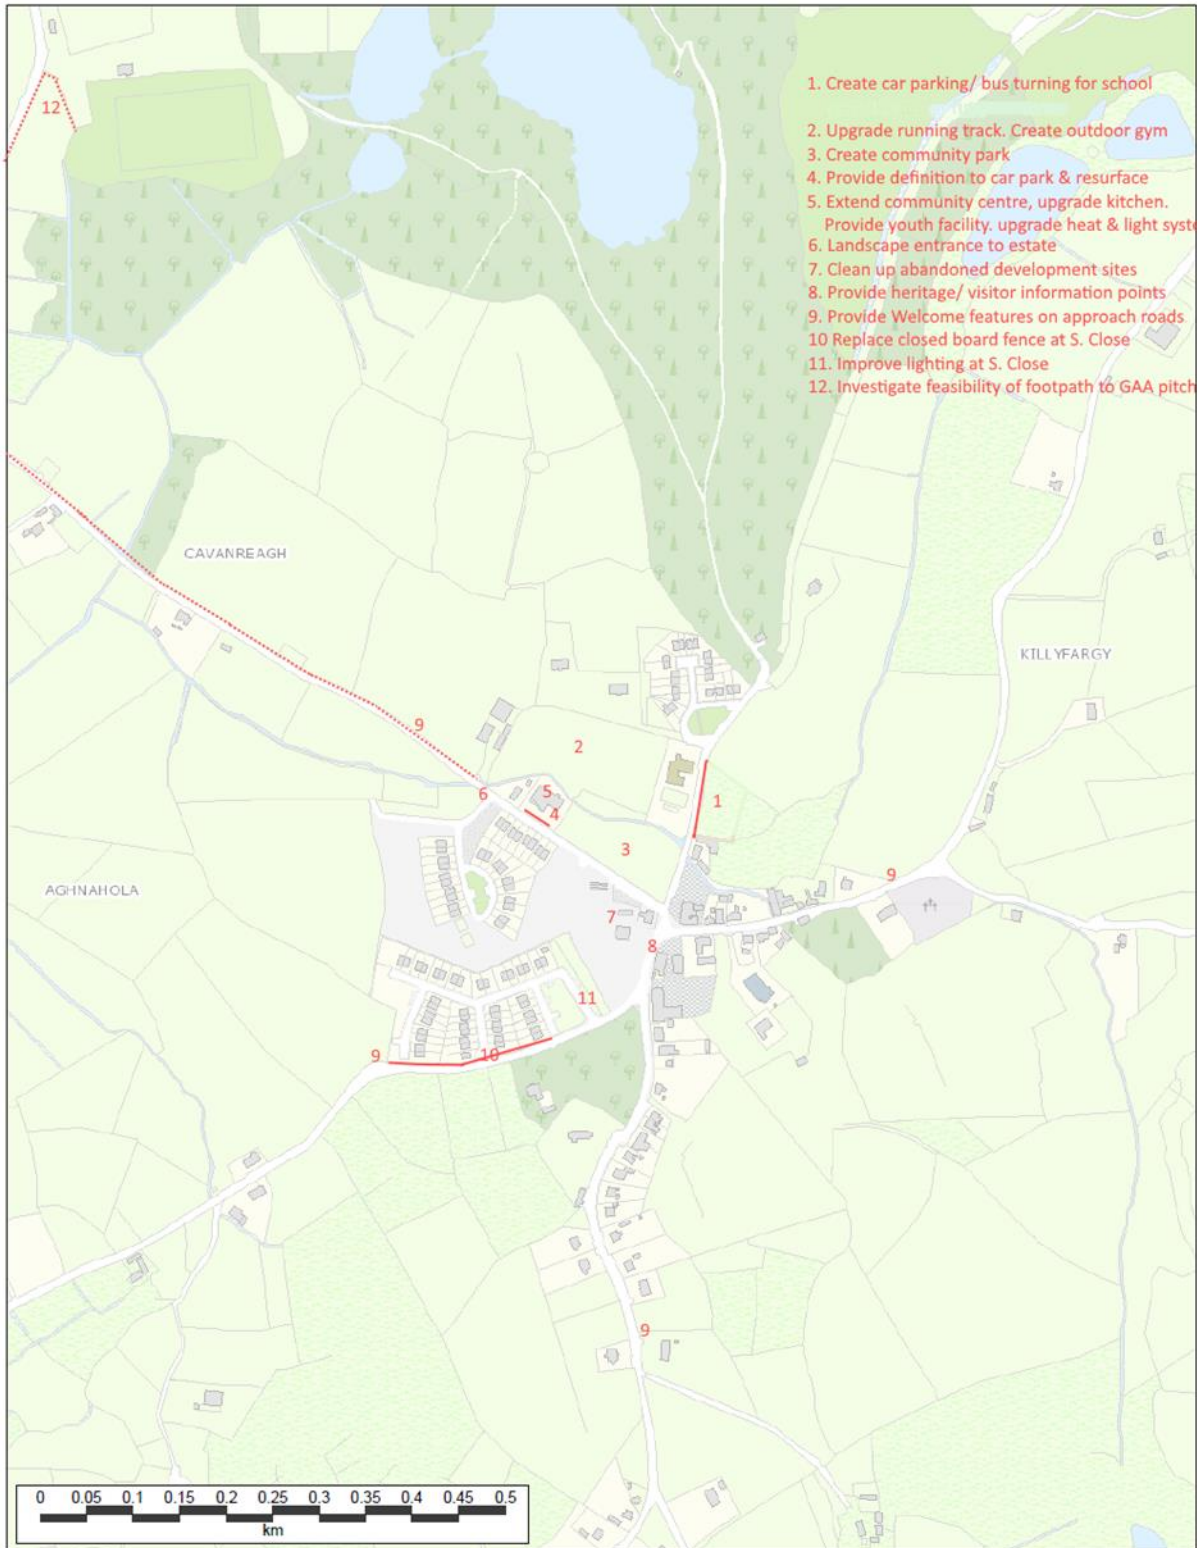 1. Create car parking/ bus turning for school
12
2. Upgrade running track. Create outdoor gym
3. Create community park
4. Provide definition to car park & resurface
5. Extend community centre, upgrade kitchen.
Provide youth facility. upgrade heat & light syste
6. Landscape entrance to estate
7. Clean up abandoned development sites
8. Provide heritage/ visitor information points
9. Provide Welcome features on approach roads
10 Replace closed board fence at S. Close
11. Improve lighting at S. Close
12. Investigate feasibility of footpath to GAA pitch
CAVANREAGH
KILLYFARGY
9
2
6
5
1
4
3
9
AGHNAHOLA
7
8
11
9
10
9
0 0.05 0.1 0.15 0.2 0.25 0.3 0.35 0.4 0.45 0.5
km